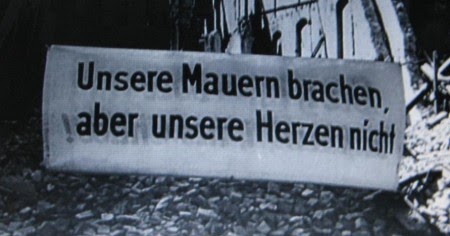 Unsere Mauern brachen,
aber unsere Herzen nicht